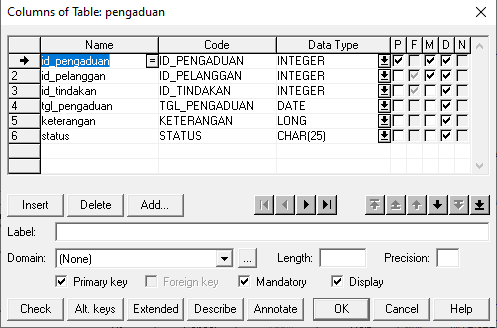 Columns of Table: pengaduan
Name Code Data Type P F M D N
id_pengaduan = ID_PENGADUAN INTEGER
2 id_pelanggan ID_PELANGGAN INTEGER
3 id_tindakan ID_TINDAKAN INTEGER
4 tgl_pengaduan TGL_PENGADUAN DATE
5 keterangan KETERANGAN LONG
6 status STATUS CHAR(25)
Insert Delete Add...
Label:
Domain: (None) ... Length: Precision:
Primary key Foreign key Mandatory Display
Check Alt. keys Extended Describe Annotate OK Cancel Help